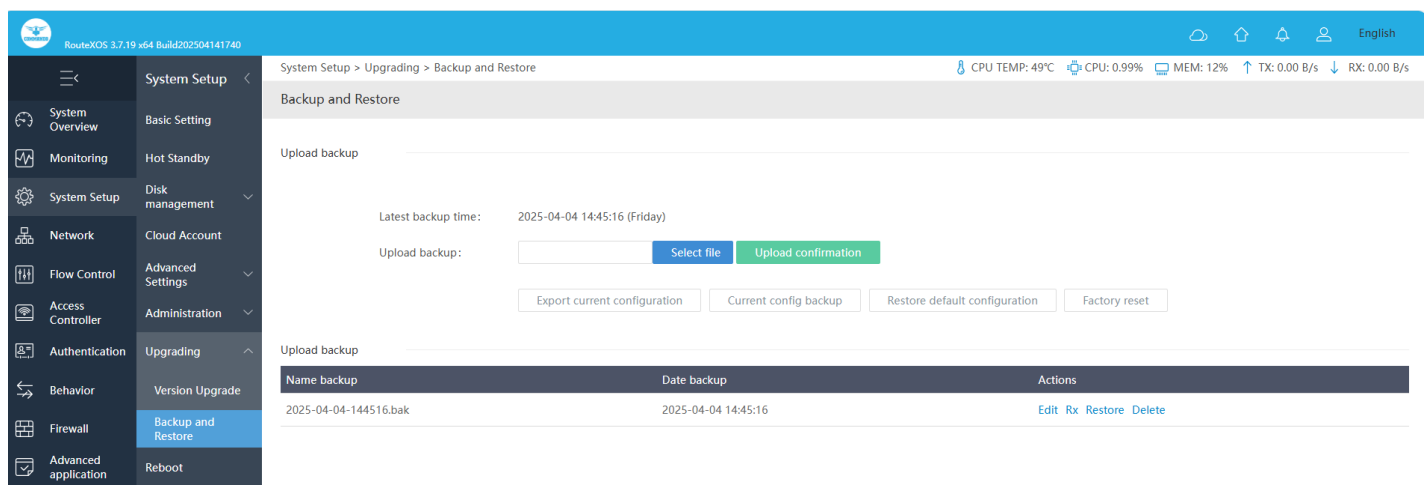 RouteXOS 3.7.19 x64 Build202504141740
English
System Setup
System Setup > Upgrading > Backup and Restore
CPU TEMP: 49℃ CPU: 0.99% MEM: 12% TX: 0.00 B/s RX: 0.00 B/s
Backup and Restore
System
Overview
Monitoring
System Setup
Network
Flow Control
Access
Controller
Authentication
Behavior
Firewall
Advanced
application
Basic Setting
Hot Standby
Disk
management
Cloud Account
Advanced
Settings
Administration
Upgrading
Version Upgrade
Backup and
Restore
Reboot
Upload backup
Latest backup time: 2025-04-04 14:45:16 (Friday)
Upload backup: Select file Upload confirmation
Export current configuration Current config backup Restore default configuration Factory reset
Upload backup
Name backup Date backup Actions
2025-04-04-144516.bak 2025-04-04 14:45:16 Edit Rx Restore Delete